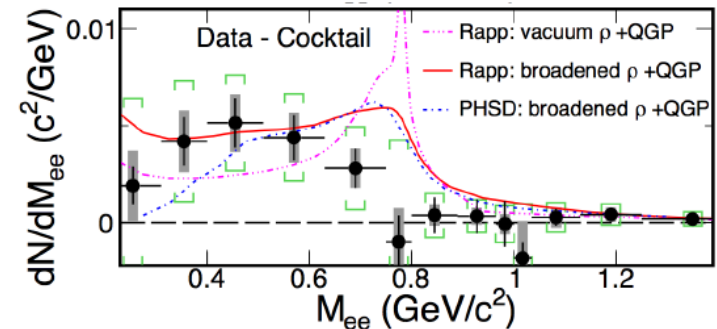 0.01
Data - Cocktail
Rapp: vacuum ρ +QGP
Rapp: broadened ρ +QGP
PHSD: broadened ρ +QGP
dN/dMee (c²/GeV)
0
0.4 0.6 0.8 1 1.2
Mee (GeV/c²)